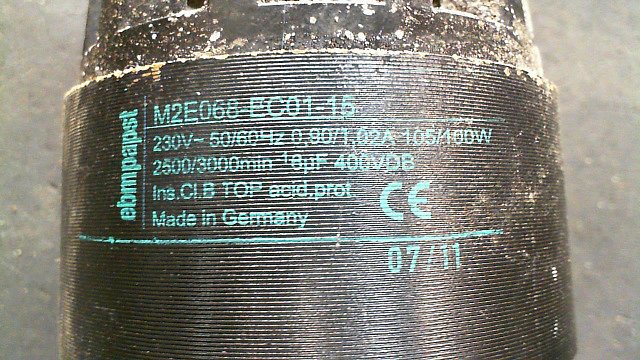 ebmpapst
M2E068-EC01-15
230V~ 50/60Hz 0,90/1,02A 105/100W
2500/3000min⁻¹ 8µF 400VDB
Ins.Cl.B TOP acid.prot
Made in Germany
CE
07/11